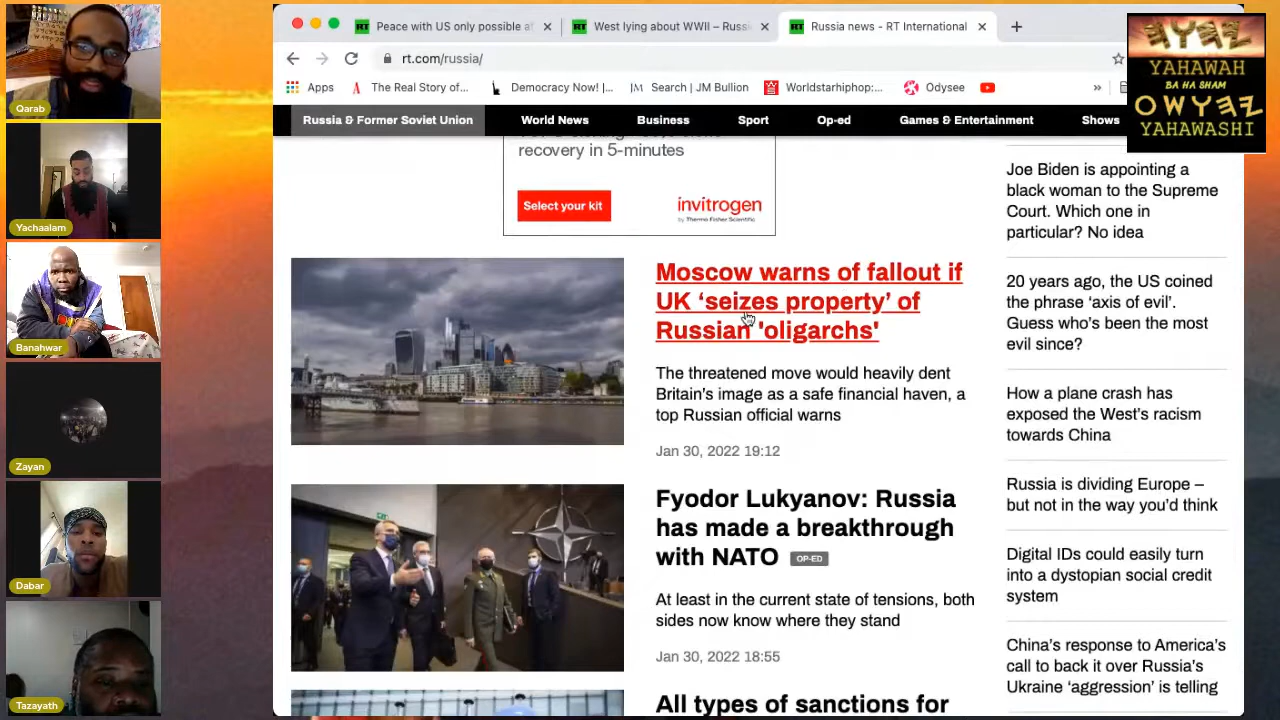 Qarab
Yachaalam
Banahwar
Zayan
Dabar
Tazayath
RT Peace with US only possible af
RT West lying about WWII – Russ
RT Russia news - RT International
rt.com/russia/
Apps
The Real Story of...
Democracy Now! |...
JM Search | JM Bullion
Worldstarhiphop:...
Odysee
»
YAHAWAH
BA HA SHAM
YAHAWASHI
Russia & Former Soviet Union
World News
Business
Sport
Op-ed
Games & Entertainment
Shows
recovery in 5-minutes
Select your kit
invitrogen
by Thermo Fisher Scientific
Moscow warns of fallout if
UK ‘seizes property’ of
Russian 'oligarchs'
The threatened move would heavily dent
Britain’s image as a safe financial haven, a
top Russian official warns
Jan 30, 2022 19:12
Fyodor Lukyanov: Russia
has made a breakthrough
with NATO OP-ED
At least in the current state of tensions, both
sides now know where they stand
Jan 30, 2022 18:55
All types of sanctions for
Joe Biden is appointing a
black woman to the Supreme
Court. Which one in
particular? No idea
20 years ago, the US coined
the phrase ‘axis of evil’.
Guess who’s been the most
evil since?
How a plane crash has
exposed the West’s racism
towards China
Russia is dividing Europe –
but not in the way you’d think
Digital IDs could easily turn
into a dystopian social credit
system
China’s response to America’s
call to back it over Russia’s
Ukraine ‘aggression’ is telling